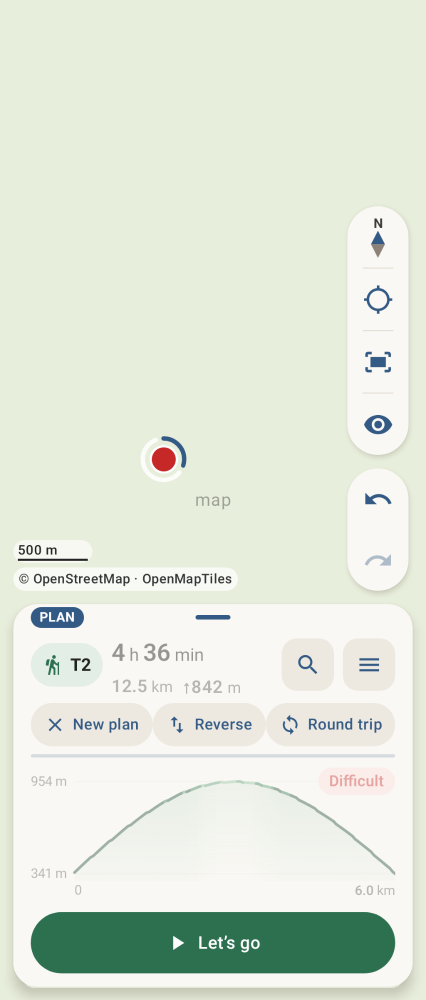 N
map
500 m
© OpenStreetMap · OpenMapTiles
PLAN
T2
4 h 36 min
12.5 km ↑842 m
New plan
Reverse
Round trip
954 m
Difficult
341 m
0
6.0 km
Let's go